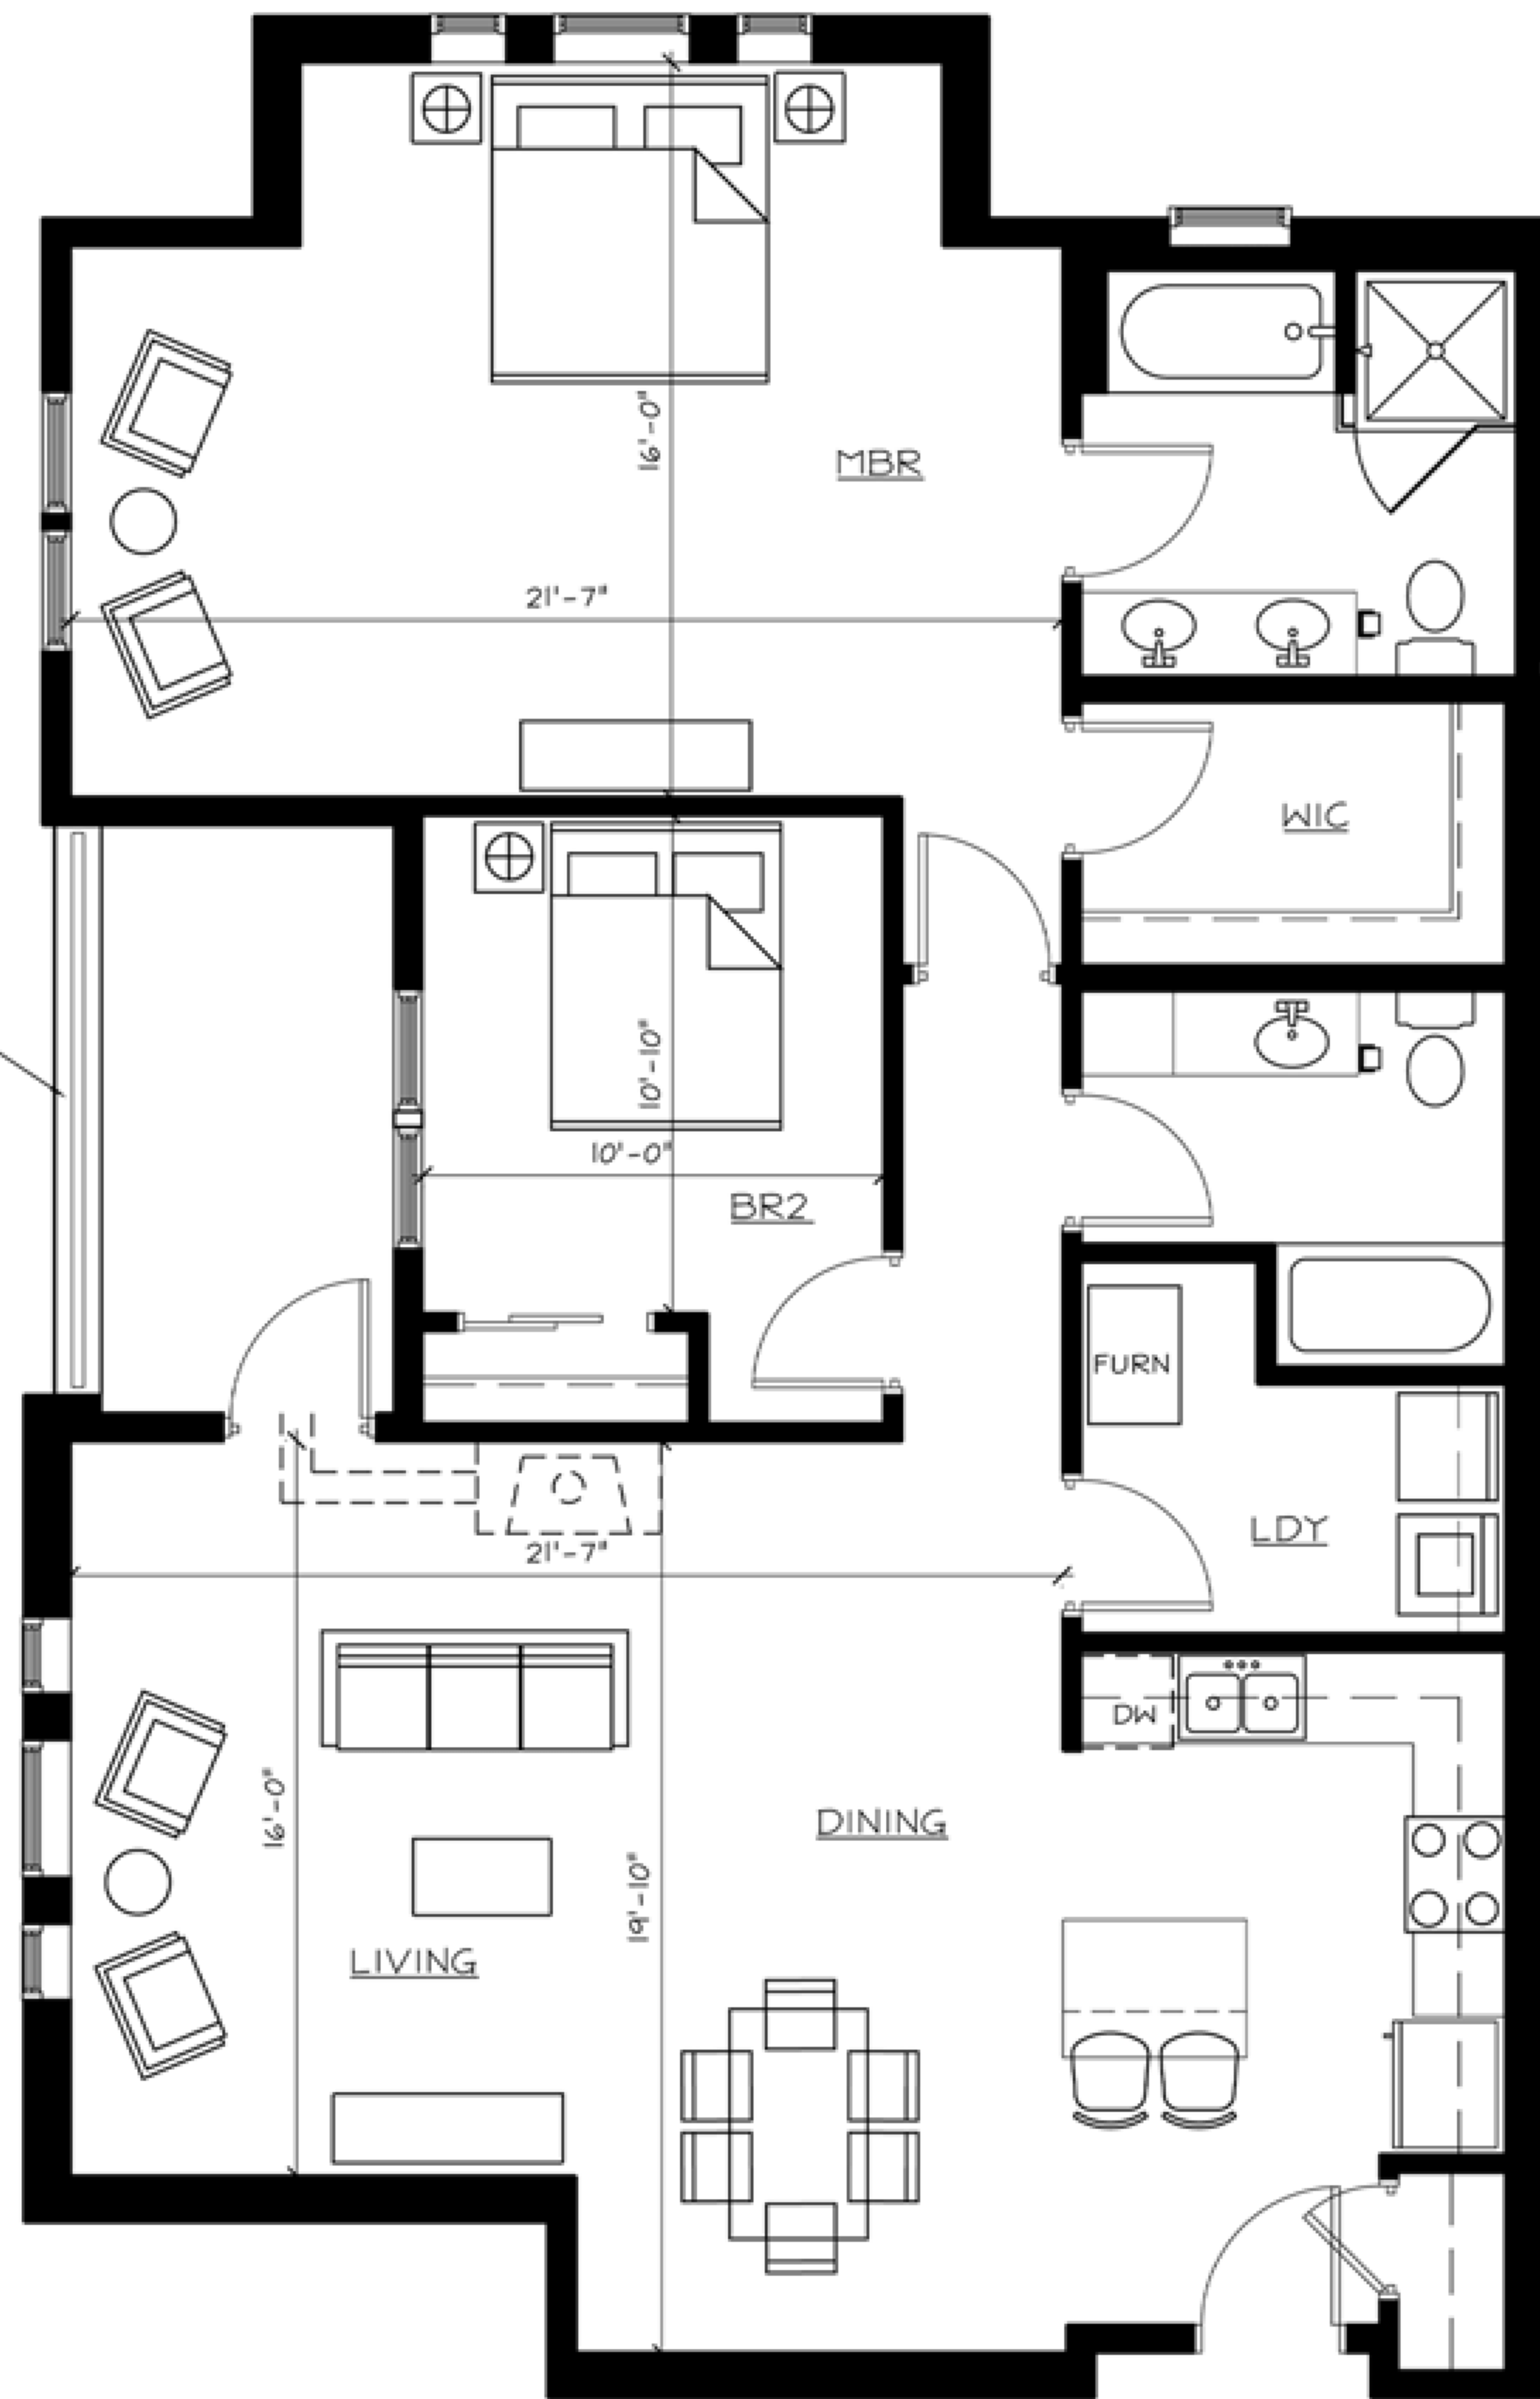 16'-0"
MBR
21'-7"
WIC
10'-10"
10'-0"
BR2
FURN
LDY
21'-7"
DW
16'-0"
DINING
19'-10"
LIVING